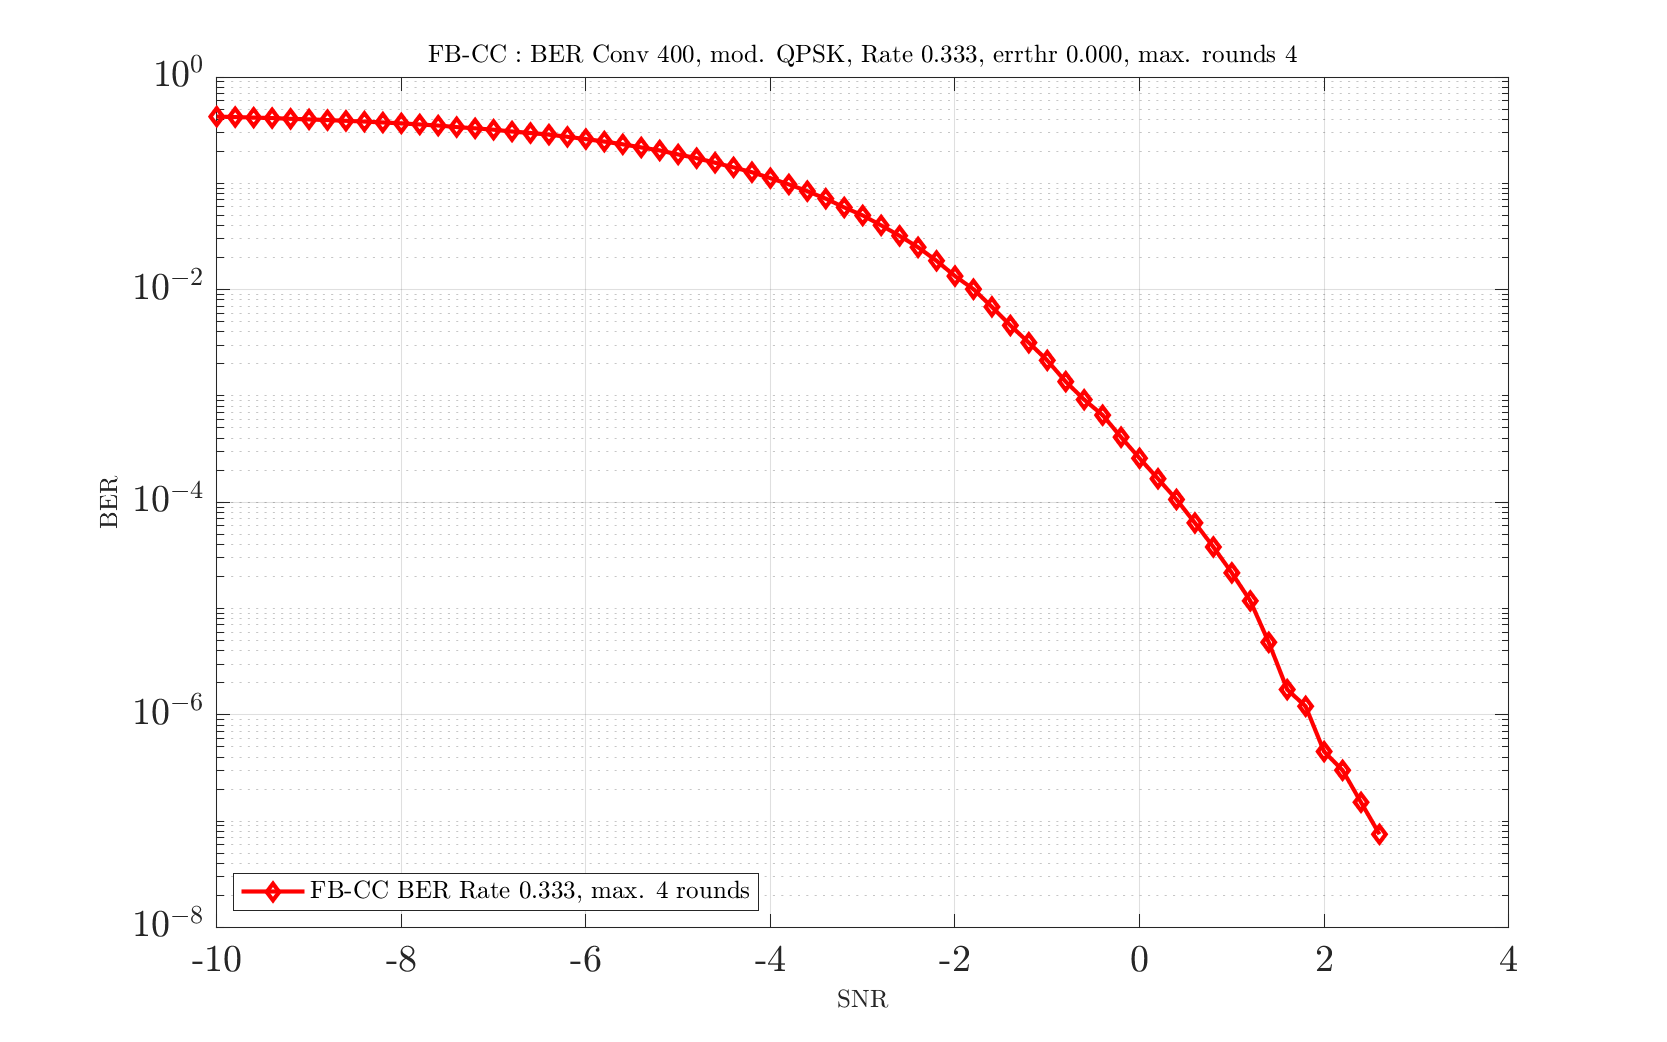 FB-CC : BER Conv 400, mod. QPSK, Rate 0.333, errthr 0.000, max. rounds 4
10⁰
10⁻²
10⁻⁴
10⁻⁶
10⁻⁸
BER
FB-CC BER Rate 0.333, max. 4 rounds
-10 -8 -6 -4 -2 0 2 4
SNR